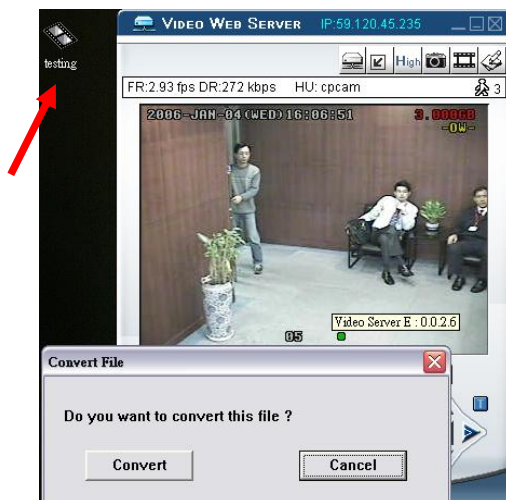 VIDEO WEB SERVER IP:59.120.45.235
testing
High
FR:2.93 fps DR:272 kbps HU: cpcam 3
2006-JAN-04(WED)16:06:51 3.000GB
-OW-
Video Server E : 0.0.2.6
05
Convert File
Do you want to convert this file ?
Convert Cancel